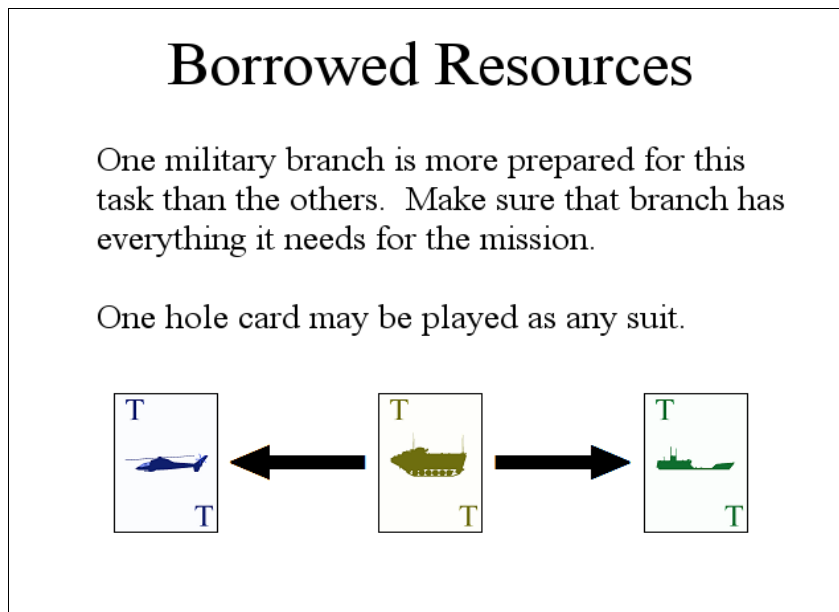 Borrowed Resources
One military branch is more prepared for this
task than the others.  Make sure that branch has
everything it needs for the mission.
One hole card may be played as any suit.
T T T
T T T